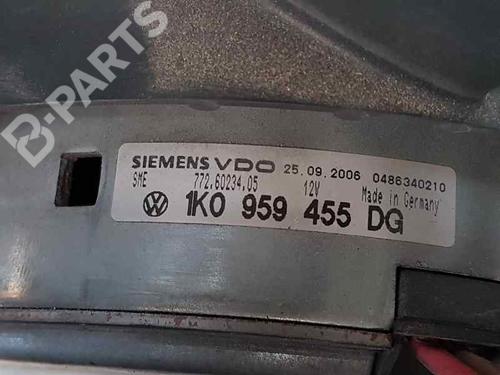 B-PARTS
SIEMENS VDO 25.09.2006 0486340210
SME 772.60234.05 12V Made in Germany
1K0 959 455 DG